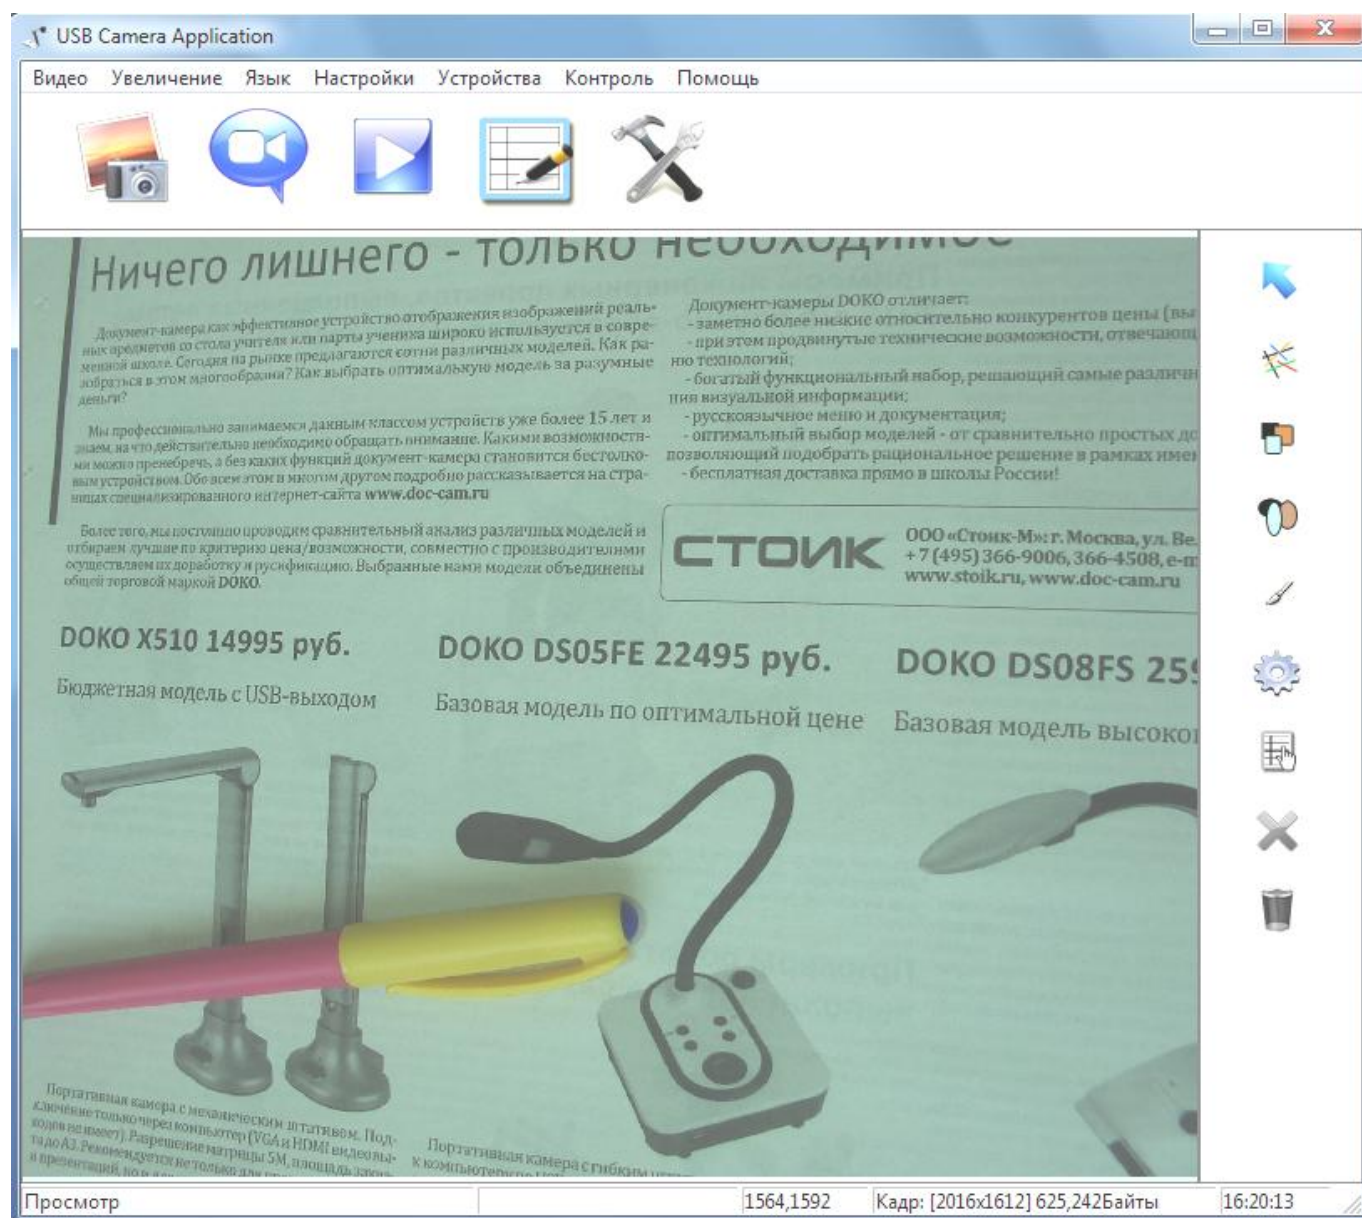 USB Camera Application
Видео Увеличение Язык Настройки Устройства Контроль Помощь
Ничего лишнего - только необходимое
Документ-камера как эффективное устройство отображения изображений реаль-
ных предметов со стола учителя или парты ученика широко используется в совре-
менной школе. Сегодня на рынке предлагаются сотни различных моделей. Как ра-
зобраться в этом многообразии? Как выбрать оптимальную модель за разумные
деньги?
Мы профессионально занимаемся данным классом устройств уже более 15 лет и
знаем, на что действительно необходимо обращать внимание. Какими возможностя-
ми можно пренебречь, а без каких функций документ-камера становится бестолко-
вым устройством. Обо всем этом и многом другом подробно рассказывается на стра-
ницах специализированного интернет-сайта www.doc-cam.ru
Более того, мы постоянно проводим сравнительный анализ различных моделей и
отбираем лучшие по критерию цена/возможности, совместно с производителями
осуществляем их доработку и русификацию. Выбранные нами модели объединены
общей торговой маркой DOKO.
Документ-камеры DOKO отличает:
- заметно более низкие относительно конкурентов цены (вы
- при этом продвинутые технические возможности, отвечающ
ню технологий;
- богатый функциональный набор, решающий самые различн
ния визуальной информации;
- русскоязычное меню и документация;
- оптимальный выбор моделей - от сравнительно простых до
позволяющий подобрать рациональное решение в рамках имею
- бесплатная доставка прямо в школы России!
СТОИК
ООО «Стоик-М»: г. Москва, ул. Ве
+7 (495) 366-9006, 366-4508, e-m
www.stoik.ru, www.doc-cam.ru
DOKO X510 14995 руб.
Бюджетная модель с USB-выходом
DOKO DS05FE 22495 руб.
Базовая модель по оптимальной цене
DOKO DS08FS 259
Базовая модель высоко
Портативная камера с механическим штативом. Под-
ключение только через компьютер (VGA и HDMI видеовы-
ходов не имеет). Разрешение матрицы 5М, площадь захва-
та до А3. Рекомендуется не только для
Портативная камера с гибким
к компьютеру
Просмотр
1564,1592
Кадр: [2016x1612] 625,242Байты
16:20:13